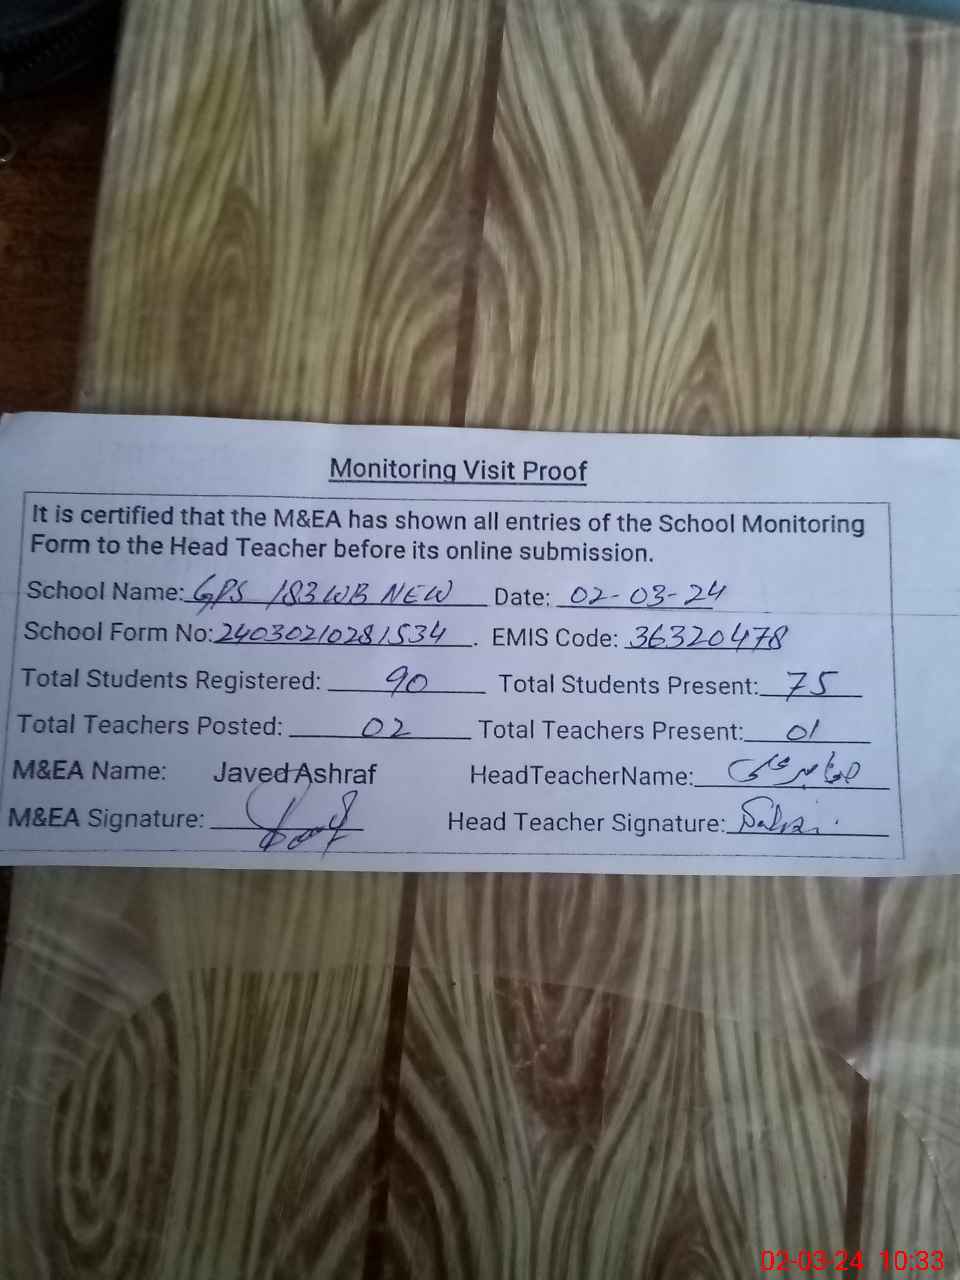 Monitoring Visit Proof
It is certified that the M&EA has shown all entries of the School Monitoring
Form to the Head Teacher before its online submission.
School Name: GPS 183 WB NEW Date: 02-03-24
School Form No: 24030210281534. EMIS Code: 36320478
Total Students Registered: 90 Total Students Present: 75
Total Teachers Posted: 02 Total Teachers Present: 01
M&EA Name: Javed Ashraf HeadTeacherName: صابر علی
M&EA Signature: Head Teacher Signature:
02-03-24 10:33